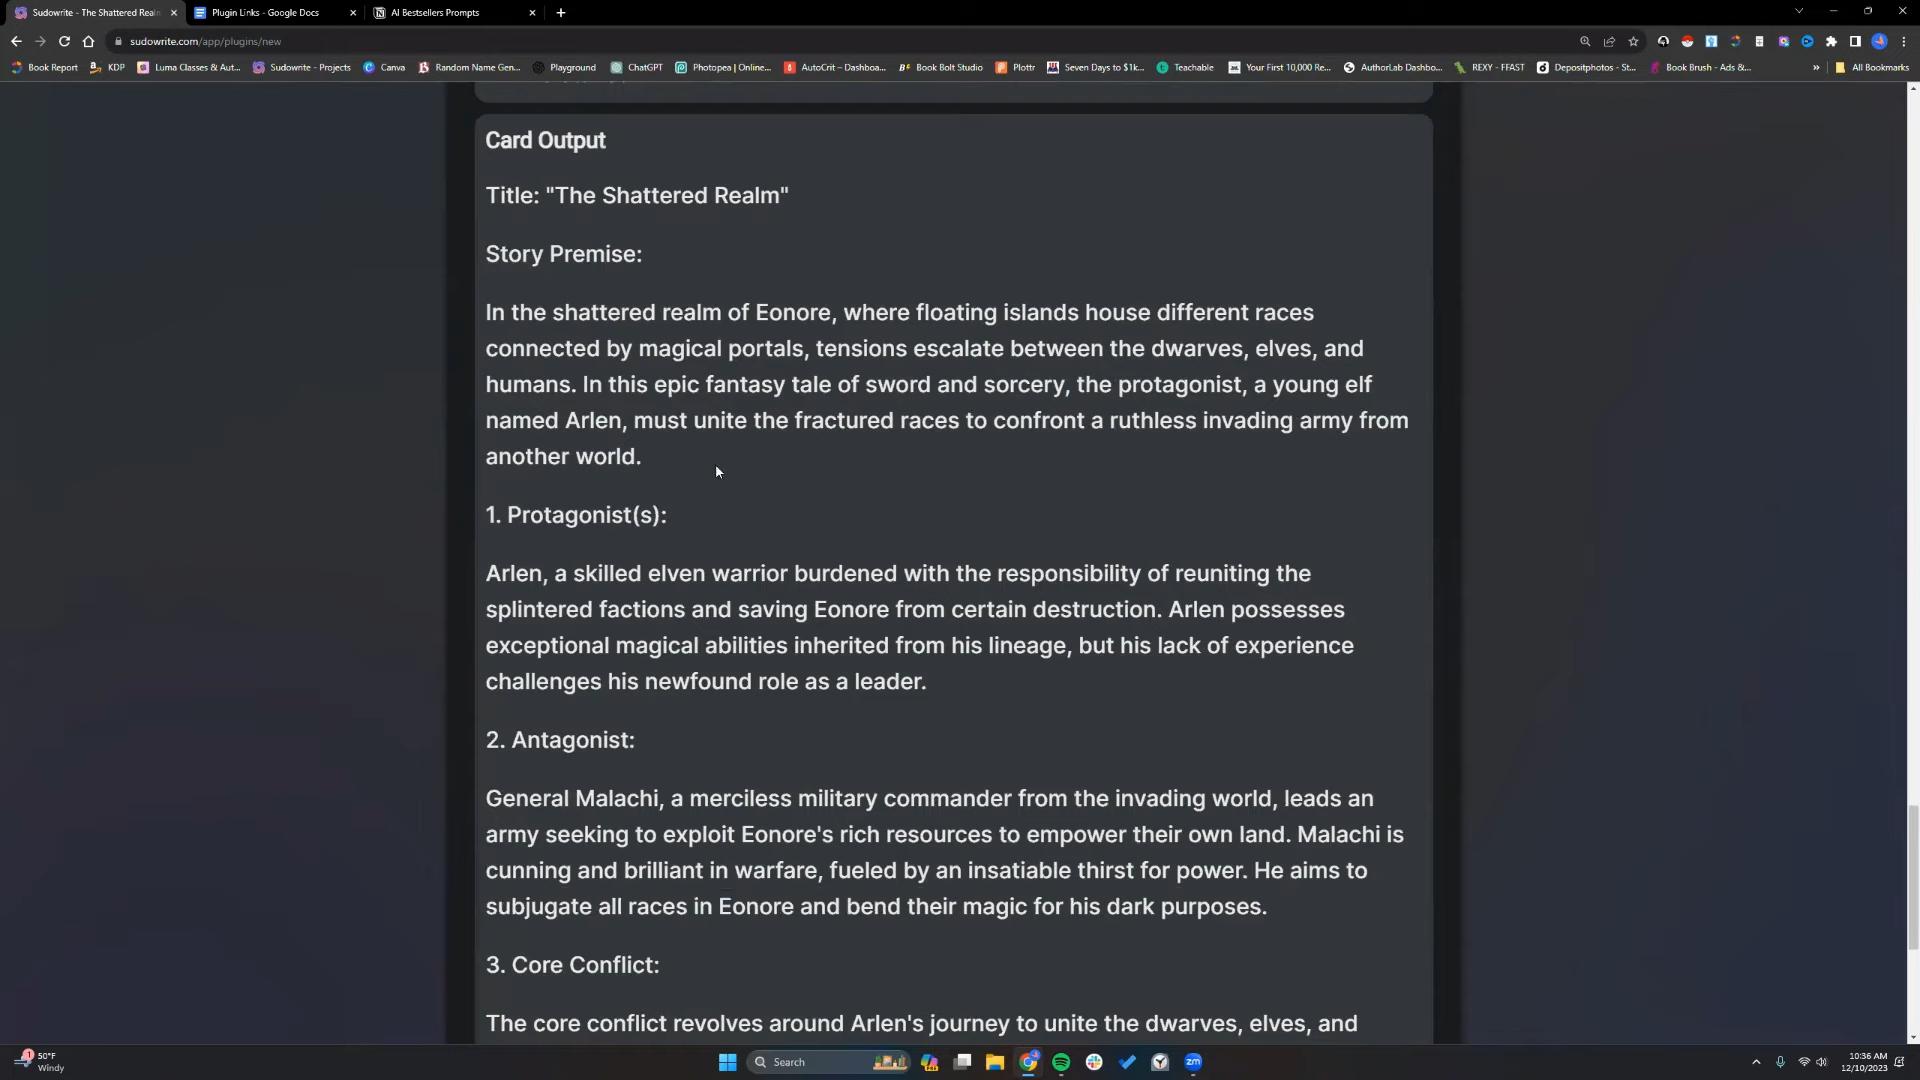 Sudowrite - The Shattered Real
Plugin Links - Google Docs
AI Bestsellers Prompts
sudowrite.com/app/plugins/new
Book Report
KDP
Luma Classes & Aut...
Sudowrite - Projects
Canva
Random Name Gen...
Playground
ChatGPT
Photopea | Online...
AutoCrit – Dashboa...
Book Bolt Studio
Plottr
Seven Days to $1k...
Teachable
Your First 10,000 Re...
AuthorLab Dashbo...
REXY - FFAST
Depositphotos - St...
Book Brush - Ads &...
»
All Bookmarks
Card Output
Title: "The Shattered Realm"
Story Premise:
In the shattered realm of Eonore, where floating islands house different races
connected by magical portals, tensions escalate between the dwarves, elves, and
humans. In this epic fantasy tale of sword and sorcery, the protagonist, a young elf
named Arlen, must unite the fractured races to confront a ruthless invading army from
another world.
1. Protagonist(s):
Arlen, a skilled elven warrior burdened with the responsibility of reuniting the
splintered factions and saving Eonore from certain destruction. Arlen possesses
exceptional magical abilities inherited from his lineage, but his lack of experience
challenges his newfound role as a leader.
2. Antagonist:
General Malachi, a merciless military commander from the invading world, leads an
army seeking to exploit Eonore's rich resources to empower their own land. Malachi is
cunning and brilliant in warfare, fueled by an insatiable thirst for power. He aims to
subjugate all races in Eonore and bend their magic for his dark purposes.
3. Core Conflict:
The core conflict revolves around Arlen's journey to unite the dwarves, elves, and
1
50°F
Windy
Search
10:36 AM
12/10/2023